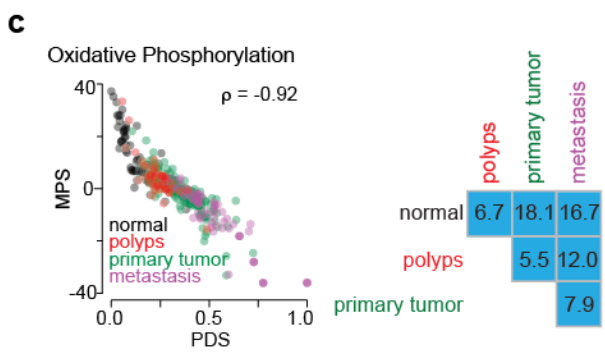 c
Oxidative Phosphorylation
ρ = -0.92
MPS
40
0
-40
normal
polyps
primary tumor
metastasis
0.0
0.5
1.0
PDS
polyps
primary tumor
metastasis
normal 6.7 18.1 16.7
polyps 5.5 12.0
primary tumor 7.9